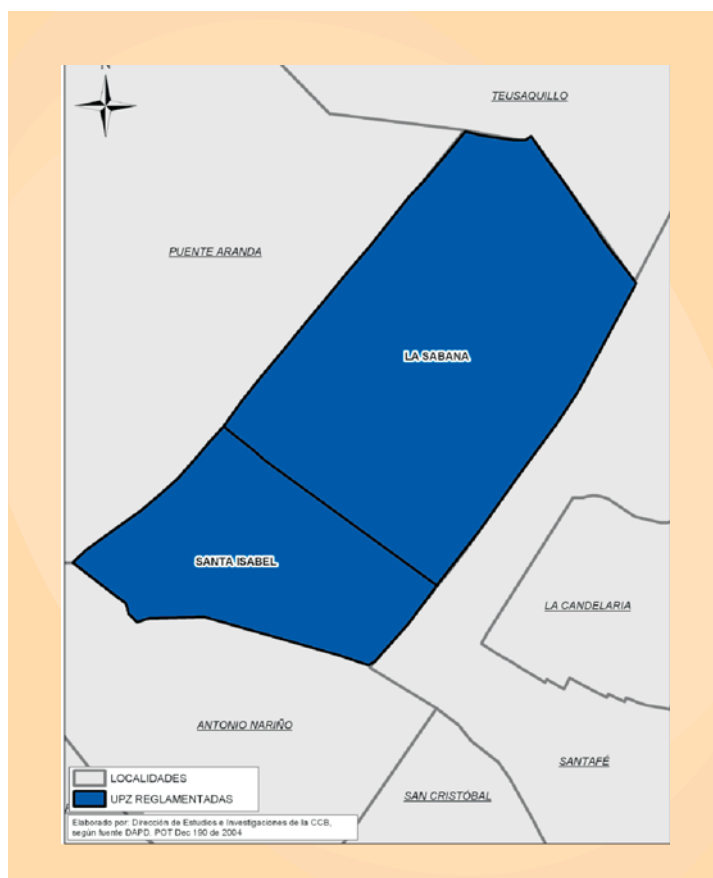 N
TEUSAQUILLO
PUENTE ARANDA
LA SABANA
SANTA ISABEL
LA CANDELARIA
ANTONIO NARIÑO
SANTAFÉ
SAN CRISTÓBAL
LOCALIDADES
UPZ REGLAMENTADAS
Elaborado por: Dirección de Estudios e Investigaciones de la CCB,
según fuente DAPD. POT Dec 190 de 2004